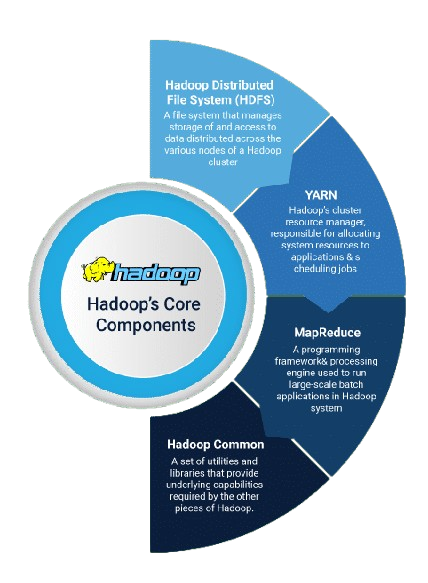 Hadoop Distributed
File System (HDFS)
A file system that manages
storage of and access to
data distributed across the
various nodes of a Hadoop
cluster
YARN
Hadoop's cluster
resource manager,
responsible for allocating
system resources to
applications & s
cheduling jobs
hadoop
Hadoop's Core
Components
MapReduce
A programming
framework& processing
engine used to run
large-scale batch
applications in Hadoop
system
Hadoop Common
A set of utilities and
libraries that provide
underlying capabilities
required by the other
pieces of Hadoop.